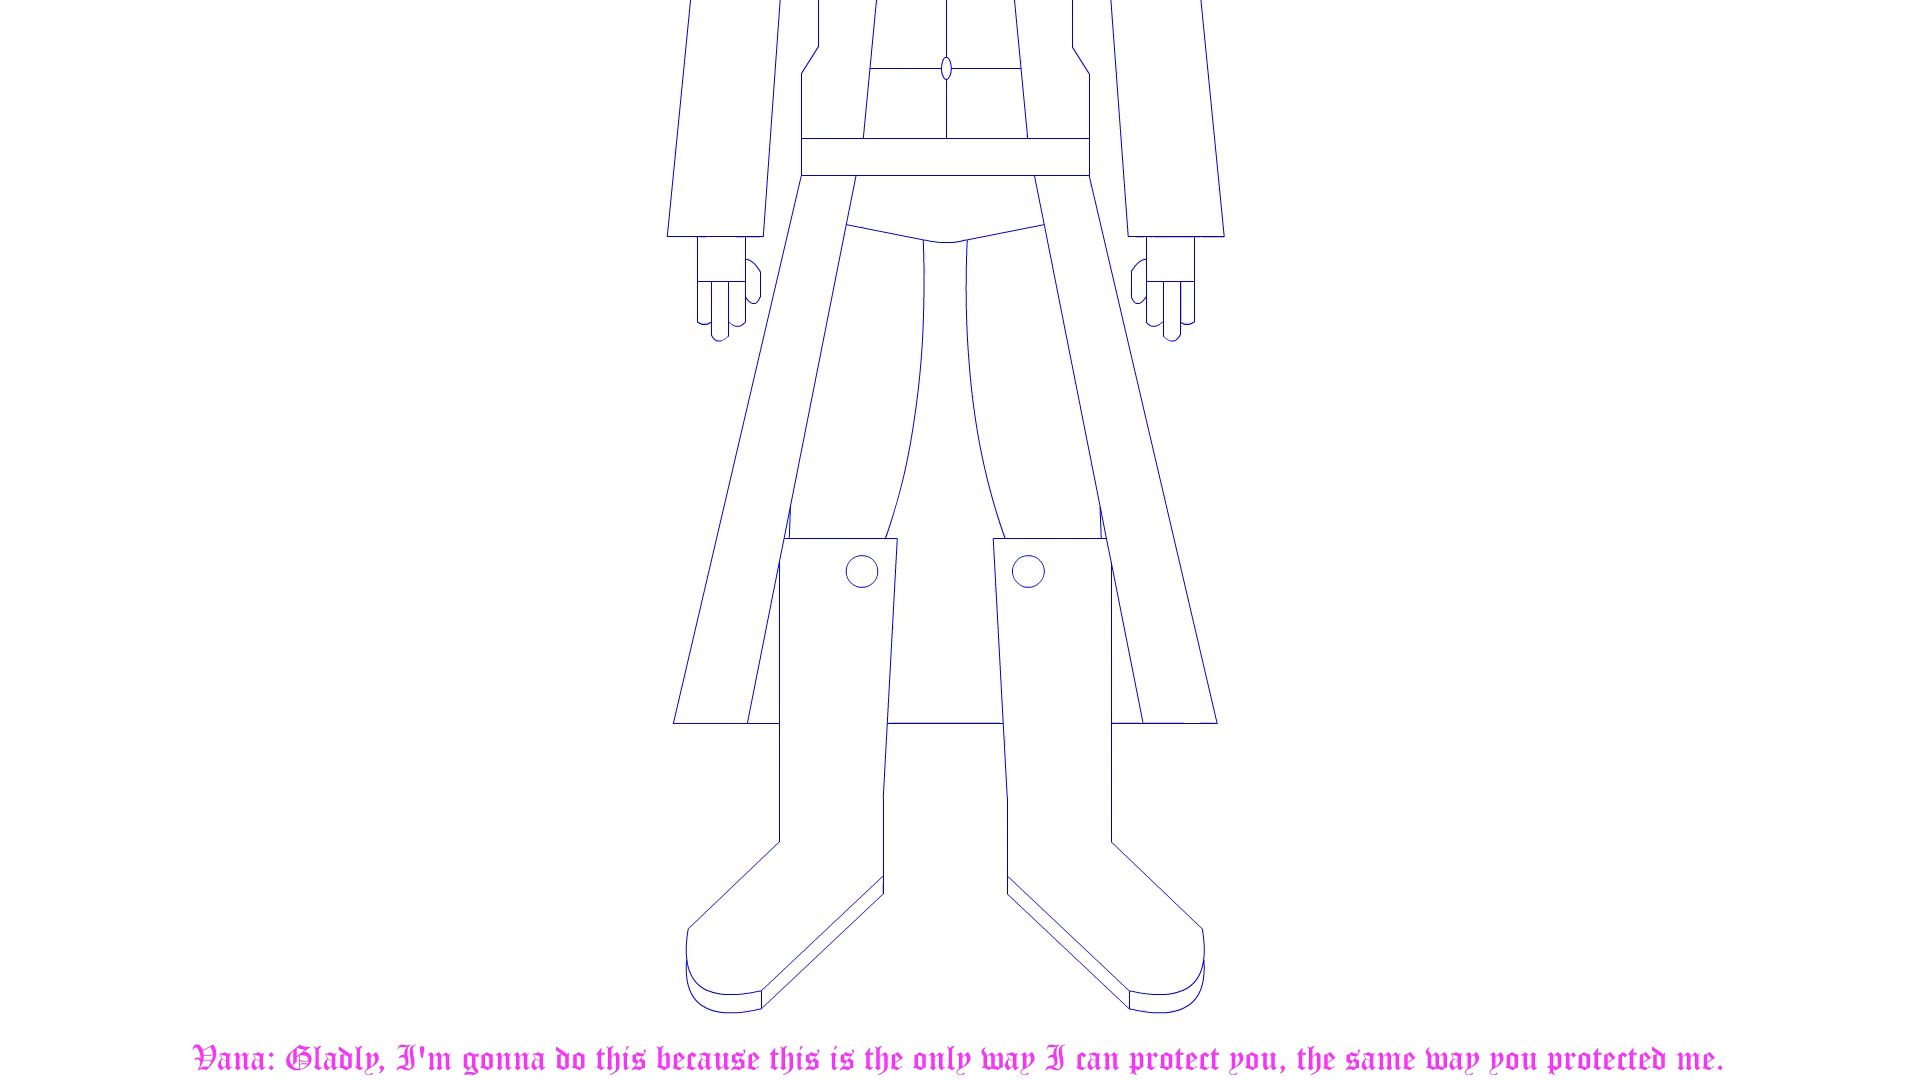 Vana: Gladly, I'm gonna do this because this is the only way I can protect you, the same way you protected me.